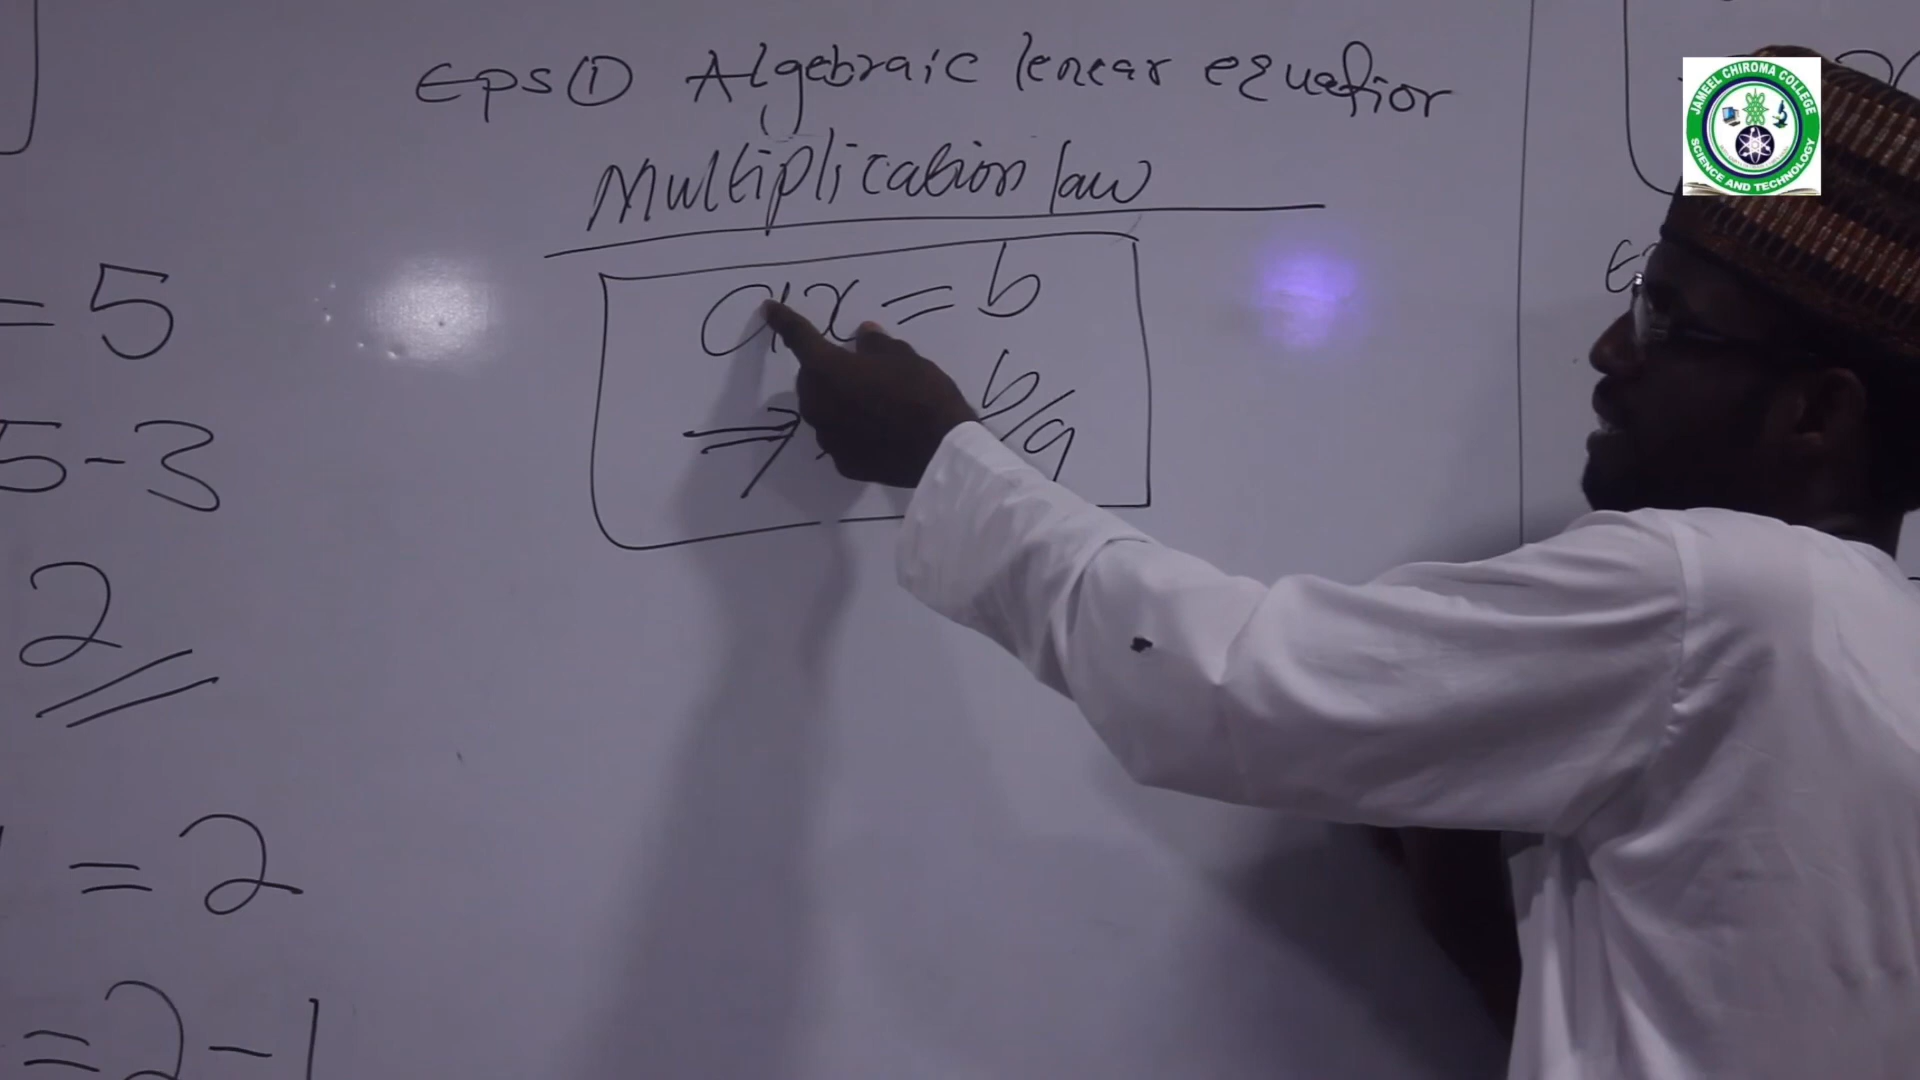 Eps① Algebraic lenear equation
Multiplication law
ax = b
⇒ b/a
= 5
5-3
2
= 2
= 2-1
JAMEEL CHIROMA COLLEGE
SCIENCE AND TECHNOLOGY